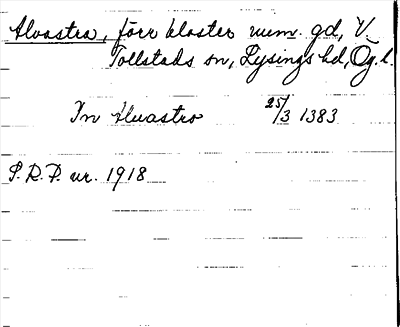 Alvastra, förr kloster num. gd, V.
Tollstads sn, Lysings hd, Ög. l.
In Aluastro 25/3 1383
S.R.P. nr. 1918